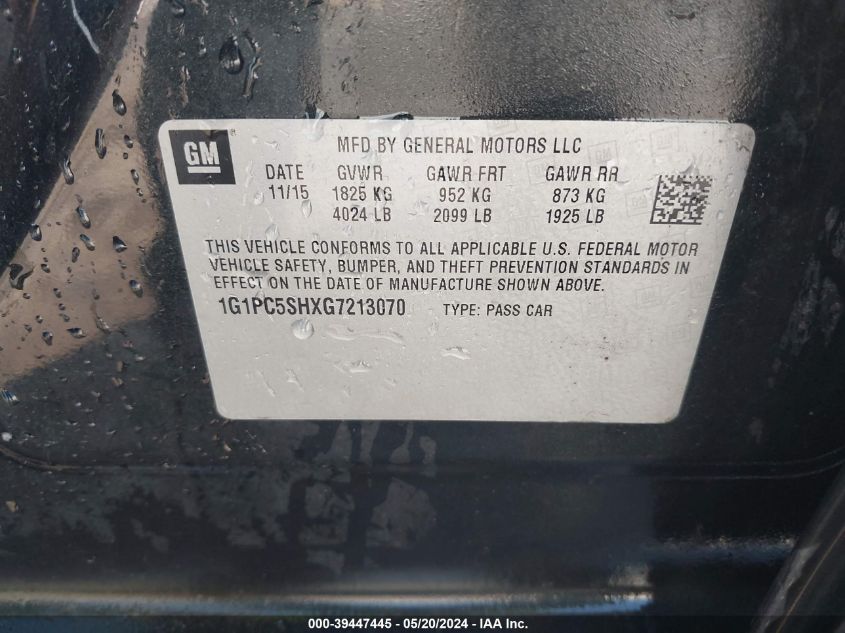 GM
MFD BY GENERAL MOTORS LLC
DATE GVWR GAWR FRT GAWR RR
11/15 1825 KG 952 KG 873 KG
4024 LB 2099 LB 1925 LB
THIS VEHICLE CONFORMS TO ALL APPLICABLE U.S. FEDERAL MOTOR
VEHICLE SAFETY, BUMPER, AND THEFT PREVENTION STANDARDS IN
EFFECT ON THE DATE OF MANUFACTURE SHOWN ABOVE.
1G1PC5SHXG7213070 TYPE: PASS CAR
000-39447445 - 05/20/2024 - IAA Inc.